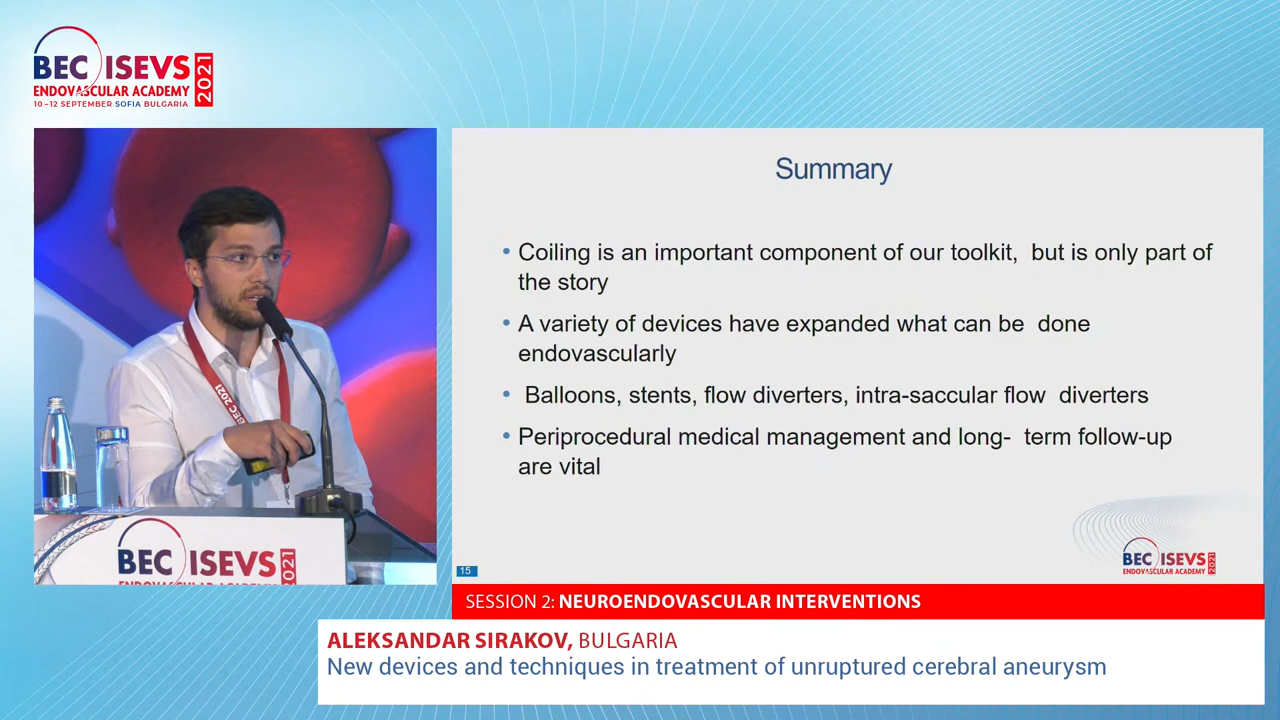 BEC ISEVS 2021
ENDOVASCULAR ACADEMY
10–12 SEPTEMBER SOFIA BULGARIA
BEC 2021
BEC ISEVS 2021
ENDOVASCULAR ACADEMY
Summary
• Coiling is an important component of our toolkit, but is only part of
the story
• A variety of devices have expanded what can be done
endovascularly
• Balloons, stents, flow diverters, intra-saccular flow diverters
• Periprocedural medical management and long- term follow-up
are vital
15
BEC ISEVS 2021
ENDOVASCULAR ACADEMY
SESSION 2: NEUROENDOVASCULAR INTERVENTIONS
ALEKSANDAR SIRAKOV, BULGARIA
New devices and techniques in treatment of unruptured cerebral aneurysm